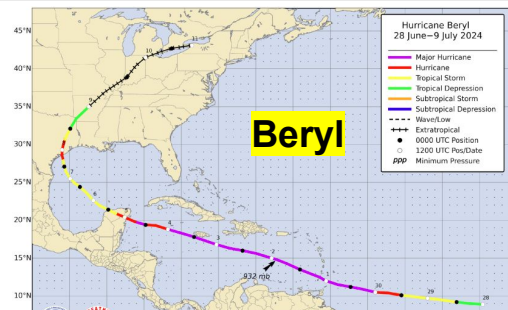 Hurricane Beryl
28 June−9 July 2024
Major Hurricane
Hurricane
Tropical Storm
Tropical Depression
Subtropical Storm
Subtropical Depression
Wave/Low
Extratropical
0000 UTC Position
1200 UTC Pos/Date
PPP Minimum Pressure
Beryl
45°N
40°N
35°N
30°N
25°N
20°N
15°N
10°N
11
10
9
7
6
5
4
3
2
1
30
29
28
932 mb